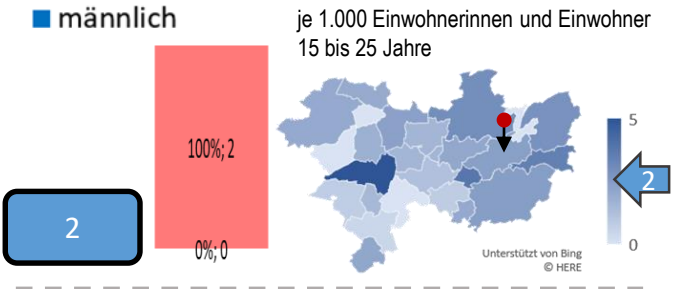 männlich
je 1.000 Einwohnerinnen und Einwohner
15 bis 25 Jahre
100%; 2
0%; 0
2
5
2
0
Unterstützt von Bing
© HERE